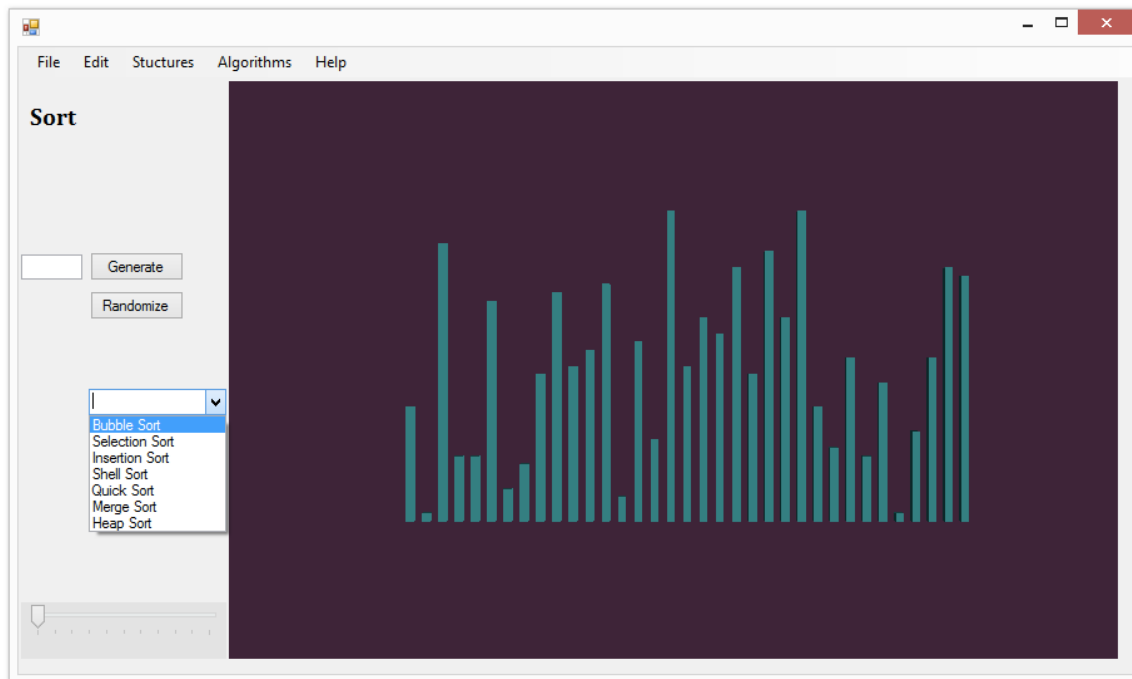 File Edit Stuctures Algorithms Help
Sort
Generate
Randomize
Bubble Sort
Selection Sort
Insertion Sort
Shell Sort
Quick Sort
Merge Sort
Heap Sort